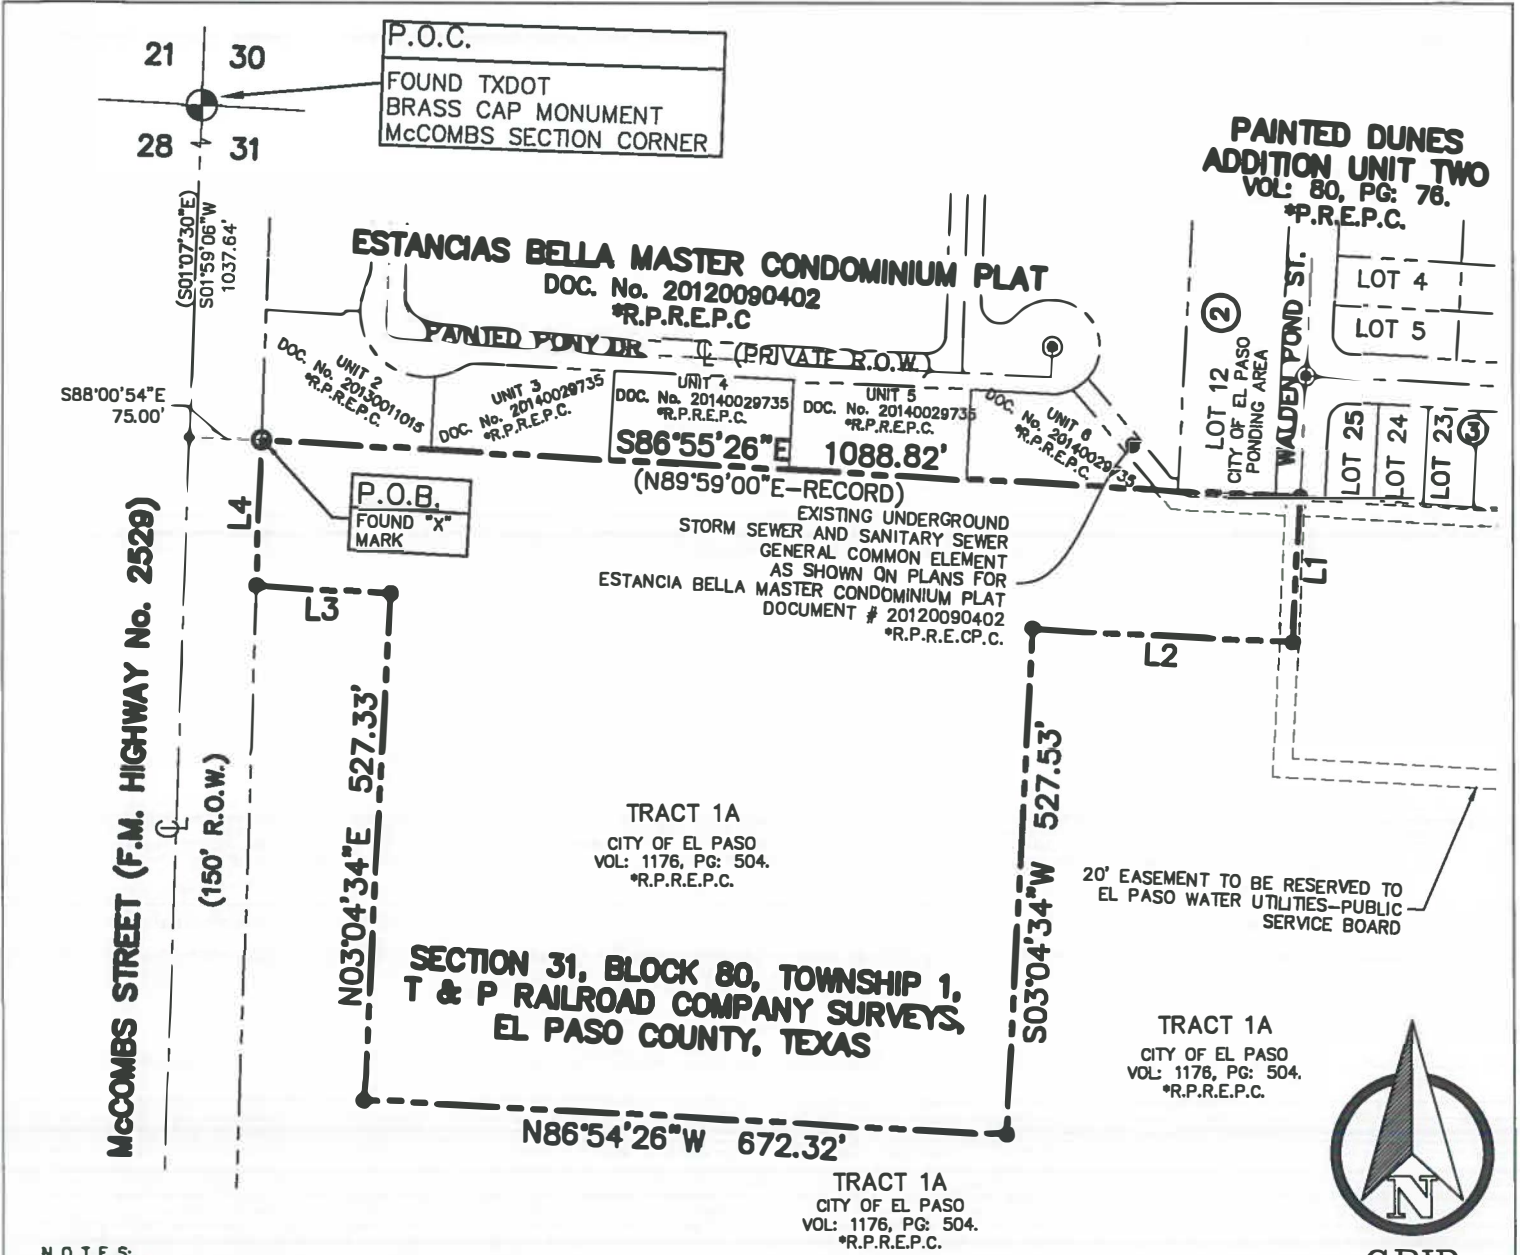 21
30
28
31
P.O.C.
FOUND TXDOT
BRASS CAP MONUMENT
McCOMBS SECTION CORNER
PAINTED DUNES
ADDITION UNIT TWO
VOL: 80, PG: 76.
*P.R.E.P.C.
(S01°07'30"E)
S01°59'06"W
1037.64'
ESTANCIAS BELLA MASTER CONDOMINIUM PLAT
DOC. No. 20120090402
*R.P.R.E.P.C
PAINTED PONY DR.
℄ (PRIVATE R.O.W.)
UNIT 2
DOC. No. 20130011015
*R.P.R.E.P.C.
UNIT 3
DOC. No. 20140029735
*R.P.R.E.P.C.
UNIT 4
DOC. No. 20140029735
*R.P.R.E.P.C.
UNIT 5
DOC. No. 20140029735
*R.P.R.E.P.C.
UNIT 6
DOC. No. 20140029735
*R.P.R.E.P.C.
LOT 12
CITY OF EL PASO
PONDING AREA
2
WALDEN POND ST.
LOT 4
LOT 5
LOT 25
LOT 24
LOT 23
3
S88°00'54"E
75.00'
S86°55'26"E 1088.82'
(N89°59'00"E-RECORD)
P.O.B.
FOUND "X"
MARK
EXISTING UNDERGROUND
STORM SEWER AND SANITARY SEWER
GENERAL COMMON ELEMENT
AS SHOWN ON PLANS FOR
ESTANCIA BELLA MASTER CONDOMINIUM PLAT
DOCUMENT # 20120090402
*R.P.R.E.CP.C.
L4
L3
L1
L2
McCOMBS STREET (F.M. HIGHWAY No. 2529)
(150' R.O.W.)
℄
N03°04'34"E 527.33'
S03°04'34"W 527.53'
TRACT 1A
CITY OF EL PASO
VOL: 1176, PG: 504.
*R.P.R.E.P.C.
20' EASEMENT TO BE RESERVED TO
EL PASO WATER UTILITIES-PUBLIC
SERVICE BOARD
SECTION 31, BLOCK 80, TOWNSHIP 1,
T & P RAILROAD COMPANY SURVEYS,
EL PASO COUNTY, TEXAS
TRACT 1A
CITY OF EL PASO
VOL: 1176, PG: 504.
*R.P.R.E.P.C.
N86°54'26"W 672.32'
TRACT 1A
CITY OF EL PASO
VOL: 1176, PG: 504.
*R.P.R.E.P.C.
N
NOTES:
GRID